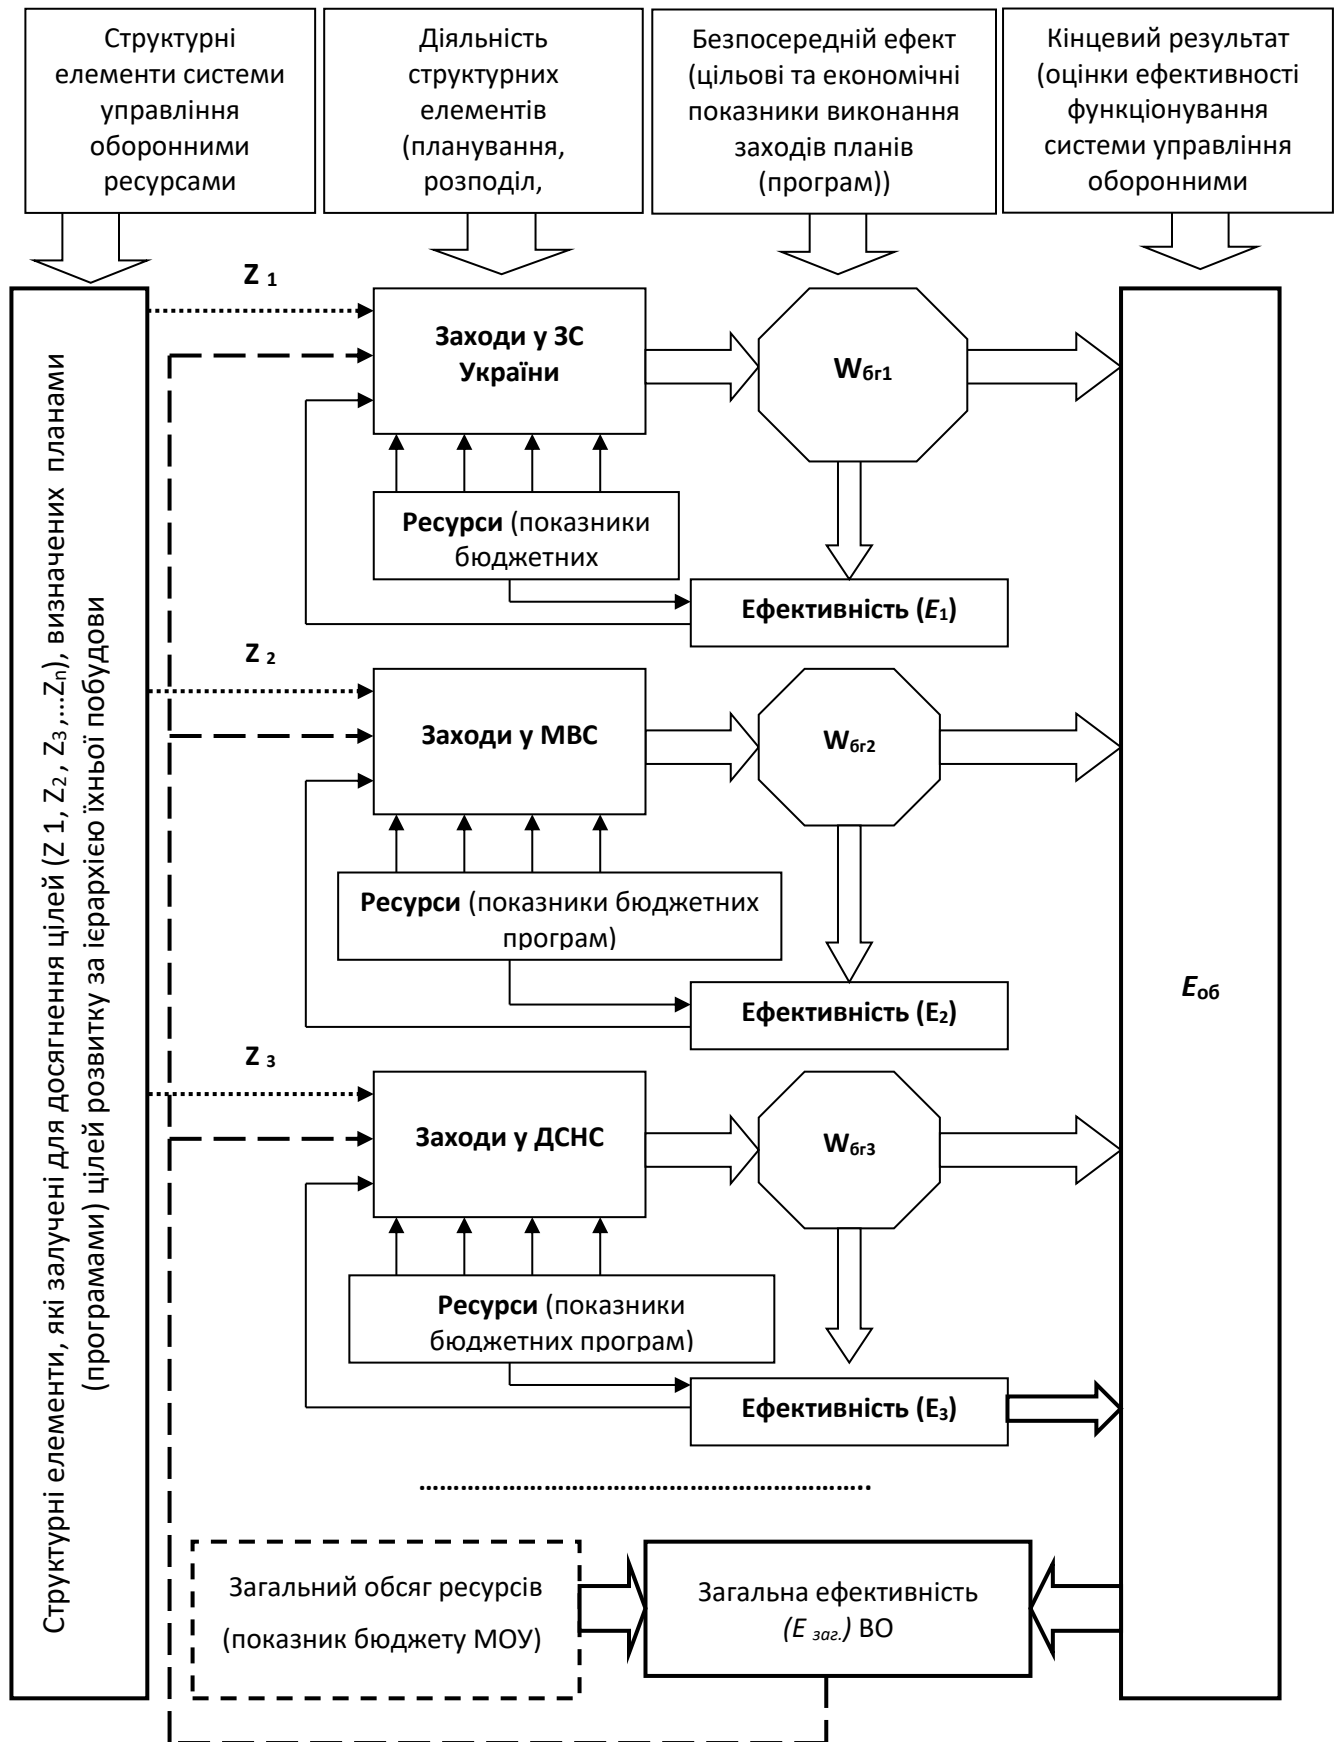 Структурні
елементи системи
управління
оборонними
ресурсами
Діяльність
структурних
елементів
(планування,
розподіл,
Безпосередній ефект
(цільові та економічні
показники виконання
заходів планів
(програм))
Кінцевий результат
(оцінки ефективності
функціонування
системи управління
оборонними
Структурні елементи, які залучені для досягнення цілей (Z 1, Z₂ , Z₃ ,...Zₙ), визначених планами
(програмами) цілей розвитку за ієрархією їхньої побудови
Z ₁
Заходи у ЗС
України
Wбг1
Ресурси (показники
бюджетних
Ефективність (E₁)
Z ₂
Заходи у МВС
Wбг2
Ресурси (показники бюджетних
програм)
Ефективність (E₂)
Eоб
Z ₃
Заходи у ДСНС
Wбг3
Ресурси (показники
бюджетних програм)
Ефективність (E₃)
Загальний обсяг ресурсів
(показник бюджету МОУ)
Загальна ефективність
(E заг.) ВО